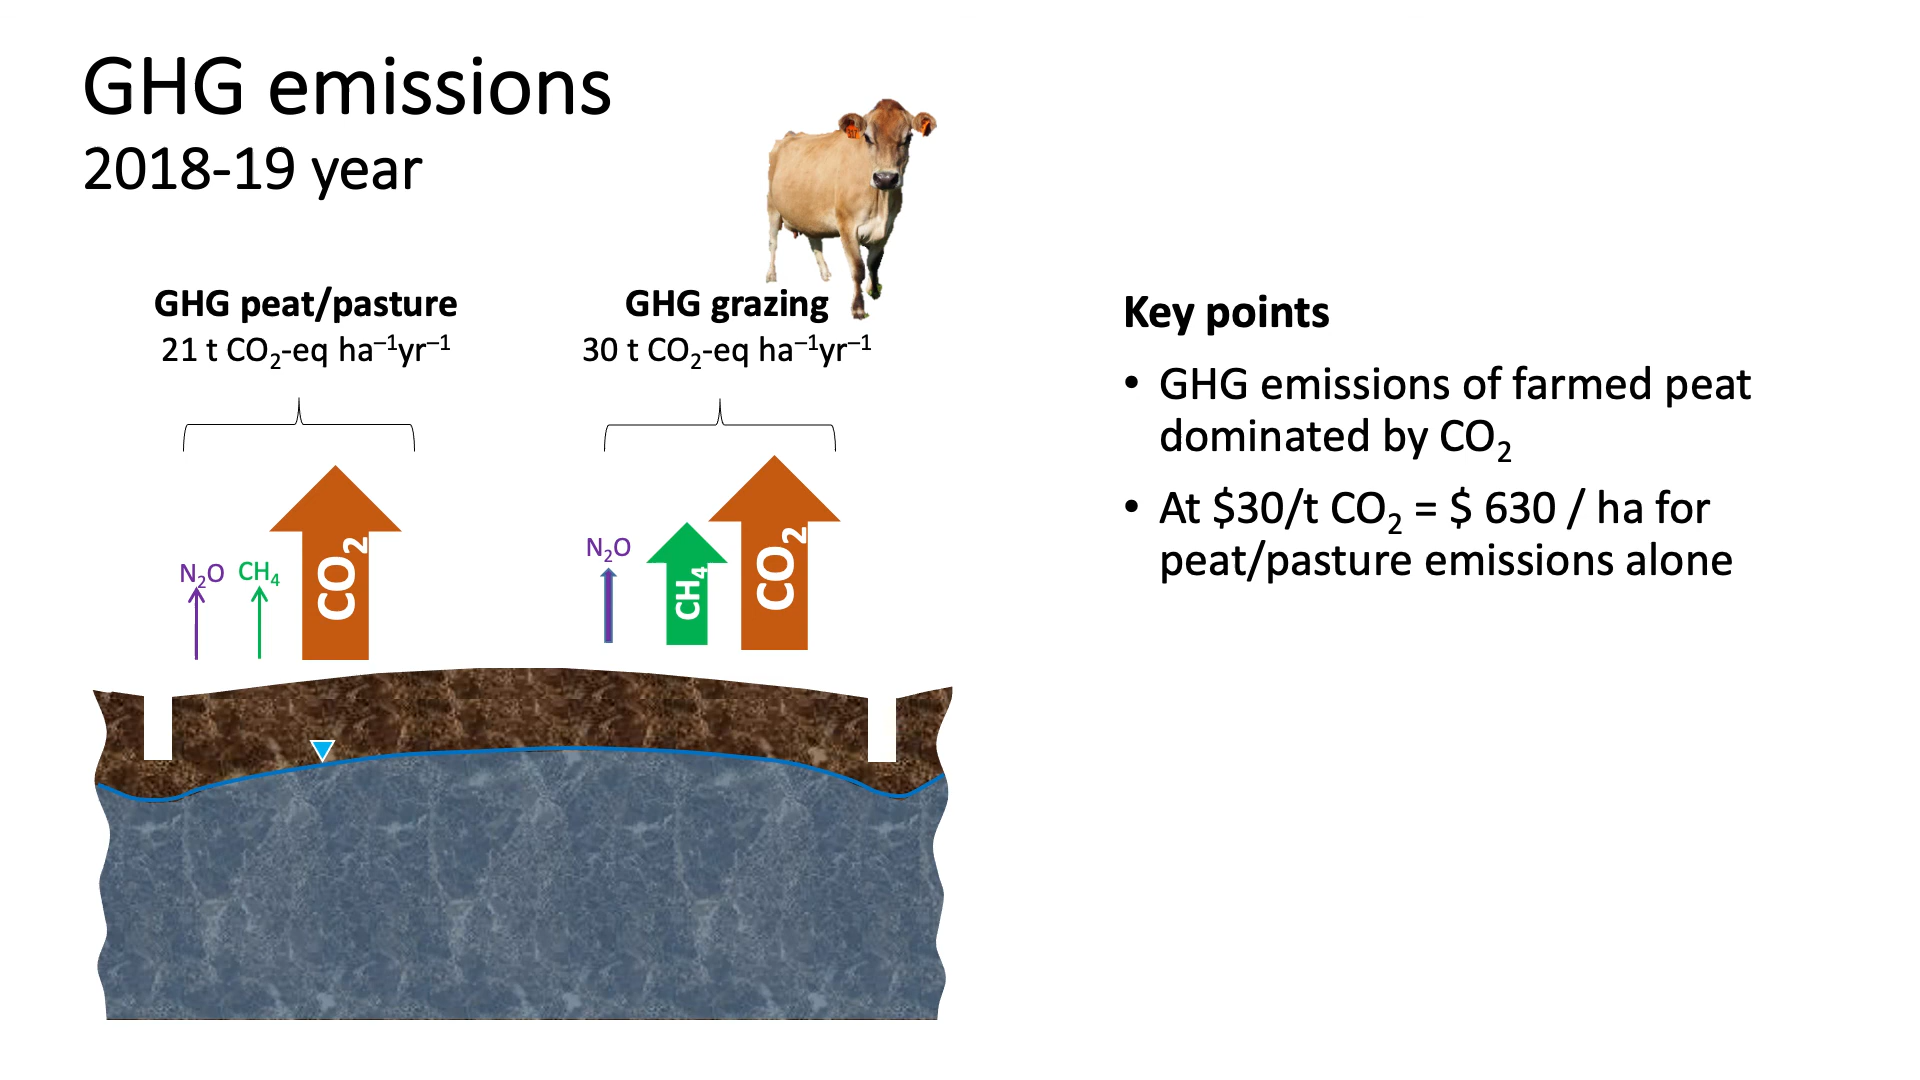 GHG emissions
2018-19 year
GHG peat/pasture
21 t CO₂-eq ha⁻¹yr⁻¹
GHG grazing
30 t CO₂-eq ha⁻¹yr⁻¹
N₂O
CH₄
CO₂
N₂O
CH₄
CO₂
Key points
• GHG emissions of farmed peat
dominated by CO₂
• At $30/t CO₂ = $ 630 / ha for
peat/pasture emissions alone